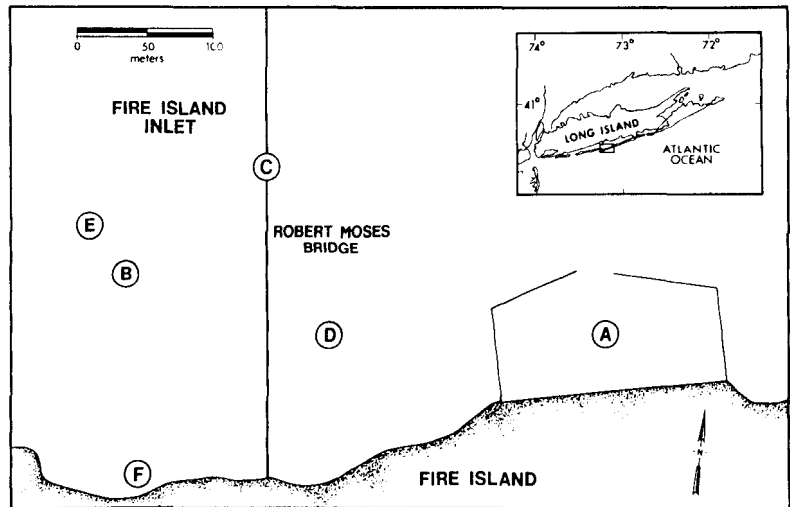 0 50 100
meters
FIRE ISLAND
INLET
C
E
B
ROBERT MOSES
BRIDGE
D
A
F
FIRE ISLAND
N
74° 73° 72°
41°
LONG ISLAND
ATLANTIC
OCEAN